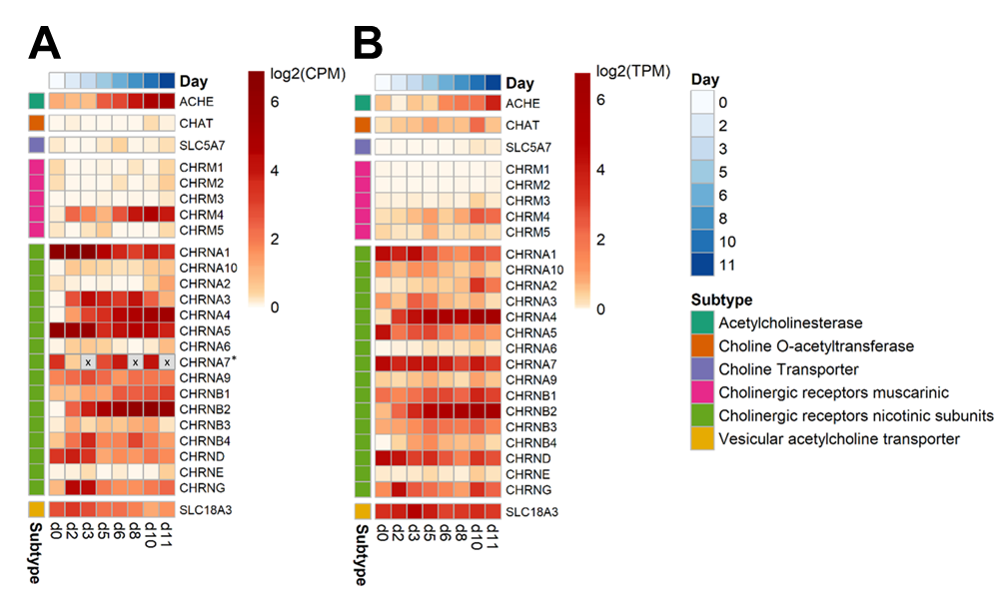 A
B
Day
ACHE
CHAT
SLC5A7
CHRM1
CHRM2
CHRM3
CHRM4
CHRM5
CHRNA1
CHRNA10
CHRNA2
CHRNA3
CHRNA4
CHRNA5
CHRNA6
x x x CHRNA7*
CHRNA9
CHRNB1
CHRNB2
CHRNB3
CHRNB4
CHRND
CHRNE
CHRNG
SLC18A3
Subtype
d0 d2 d3 d5 d6 d8 d10 d11
log2(CPM)
6
4
2
0
Day
ACHE
CHAT
SLC5A7
CHRM1
CHRM2
CHRM3
CHRM4
CHRM5
CHRNA1
CHRNA10
CHRNA2
CHRNA3
CHRNA4
CHRNA5
CHRNA6
CHRNA7
CHRNA9
CHRNB1
CHRNB2
CHRNB3
CHRNB4
CHRND
CHRNE
CHRNG
SLC18A3
Subtype
d0 d2 d3 d5 d6 d8 d10 d11
log2(TPM)
6
4
2
0
Day
0
2
3
5
6
8
10
11
Subtype
Acetylcholinesterase
Choline O-acetyltransferase
Choline Transporter
Cholinergic receptors muscarinic
Cholinergic receptors nicotinic subunits
Vesicular acetylcholine transporter